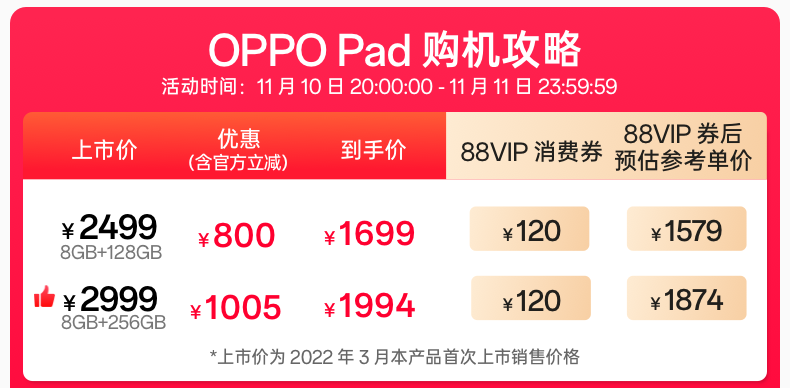 OPPO Pad 购机攻略
活动时间：11 月 10 日 20:00:00 - 11 月 11 日 23:59:59
上市价 优惠 (含官方立减) 到手价 88VIP 消费券 88VIP 券后 预估参考单价
¥2499 ¥800 ¥1699 ¥120 ¥1579
8GB+128GB
¥2999 ¥1005 ¥1994 ¥120 ¥1874
8GB+256GB
*上市价为 2022 年 3 月本产品首次上市销售价格